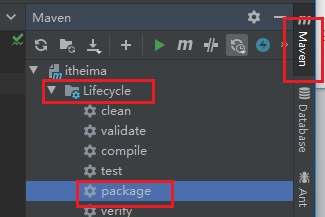 Maven
itheima
Lifecycle
clean
validate
compile
test
package
verify
Maven
Database
Ant